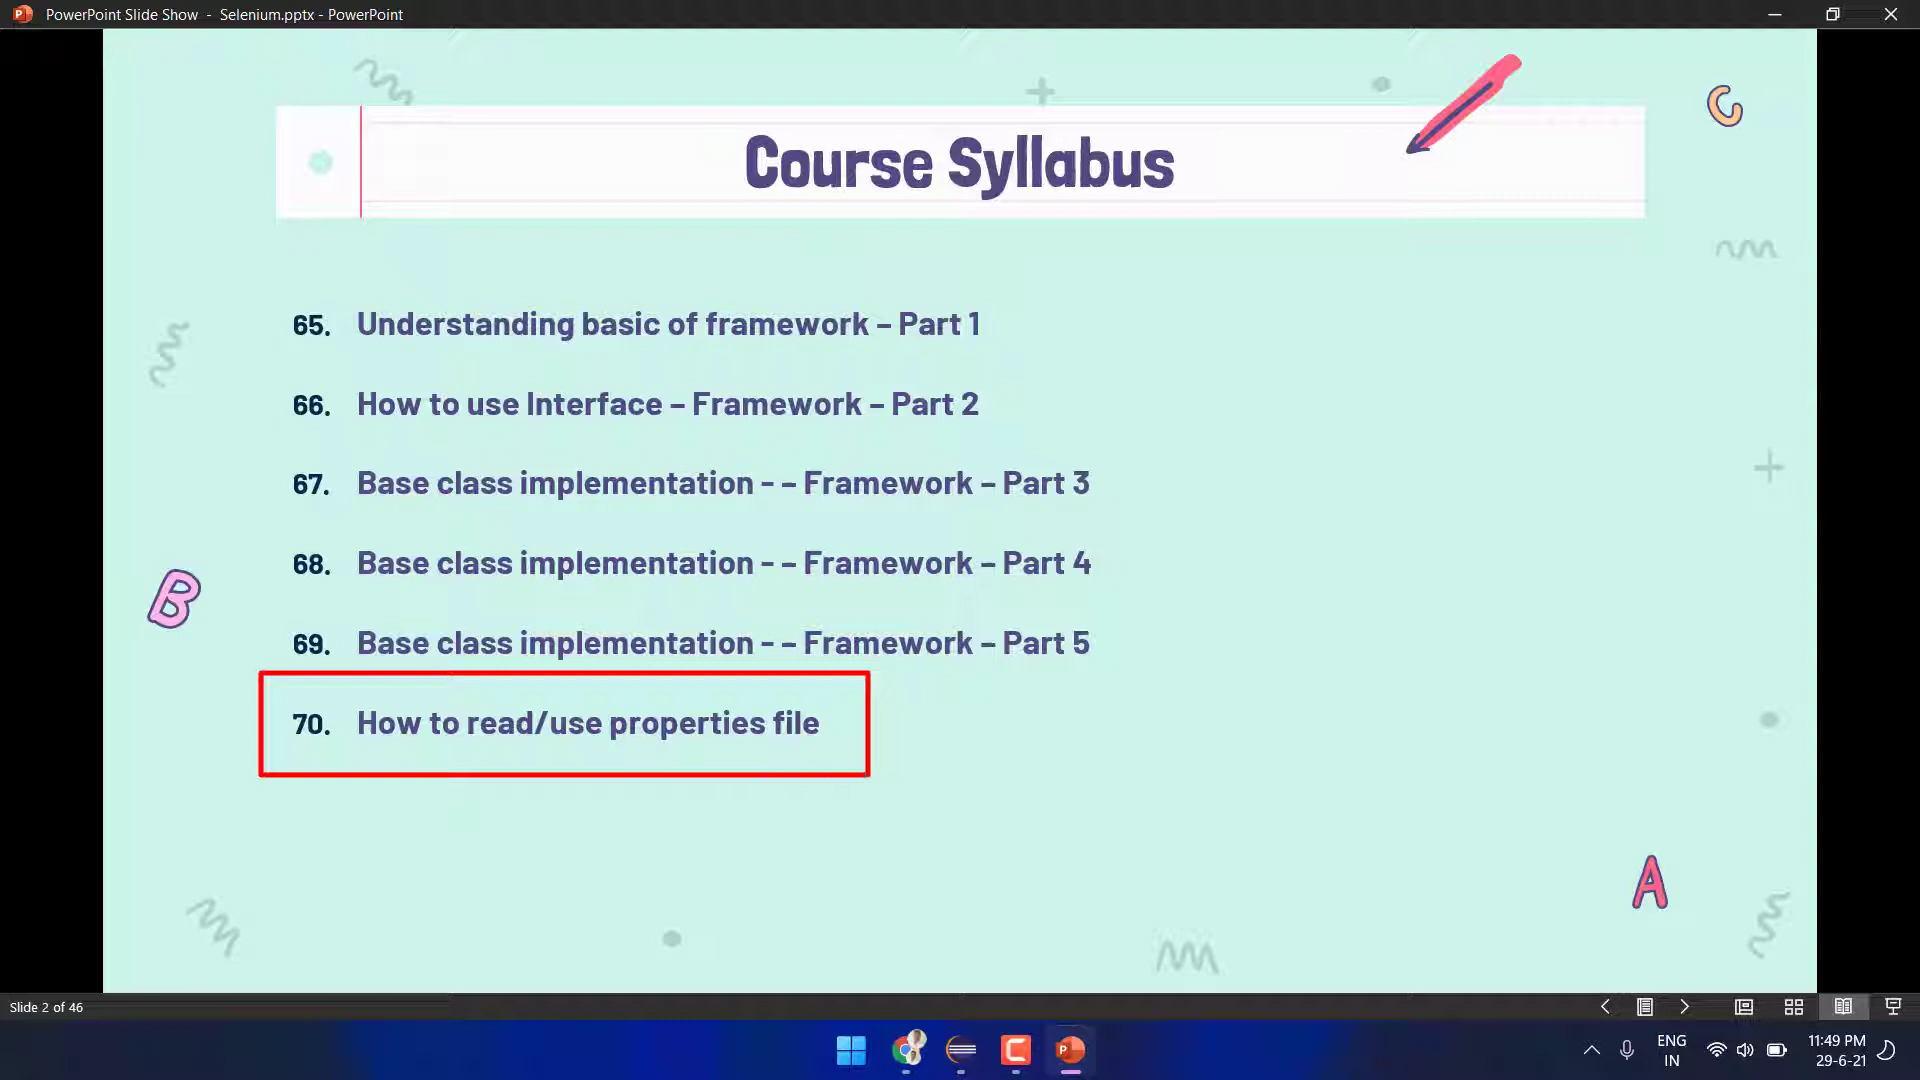 PowerPoint Slide Show - Selenium.pptx - PowerPoint
C
Course Syllabus
65. Understanding basic of framework – Part 1
66. How to use Interface – Framework – Part 2
67. Base class implementation - – Framework – Part 3
68. Base class implementation - – Framework – Part 4
B
69. Base class implementation - – Framework – Part 5
70. How to read/use properties file
A
Slide 2 of 46
ENG
IN
11:49 PM
29-6-21